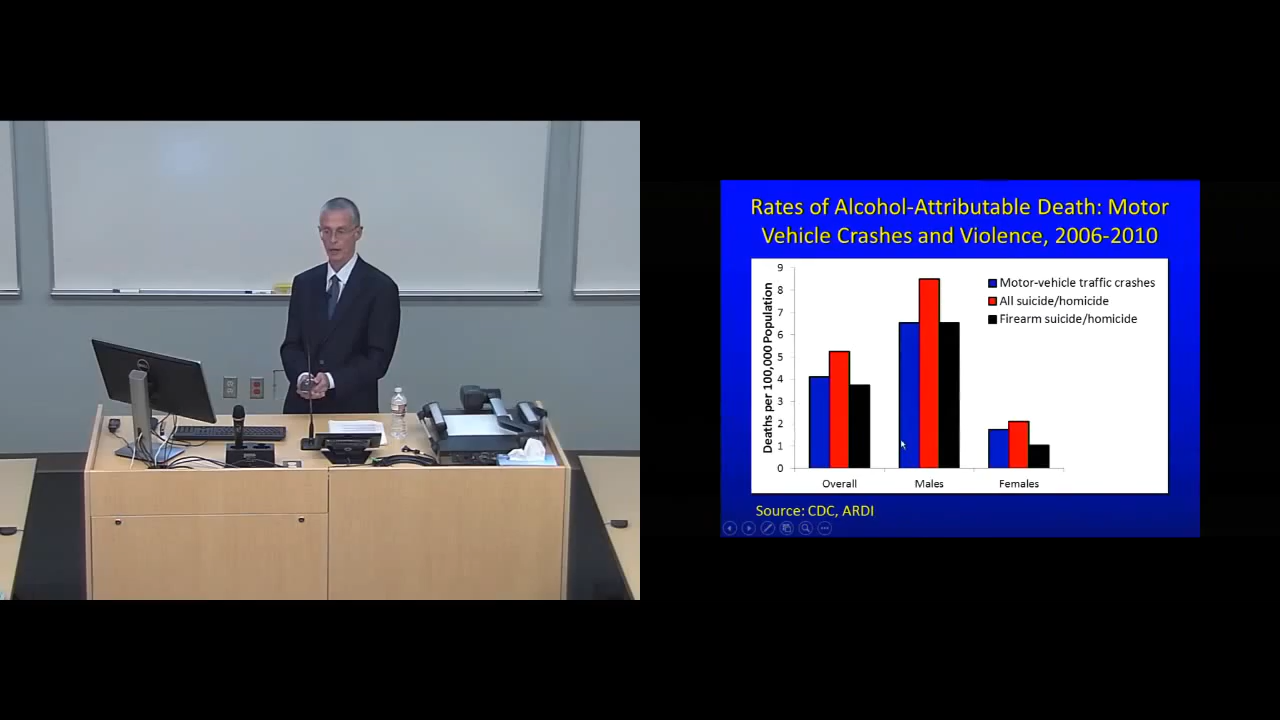 Rates of Alcohol-Attributable Death: Motor
Vehicle Crashes and Violence, 2006-2010
Deaths per 100,000 Population
9
8
7
6
5
4
3
2
1
0
Motor-vehicle traffic crashes
All suicide/homicide
Firearm suicide/homicide
Overall Males Females
Source: CDC, ARDI